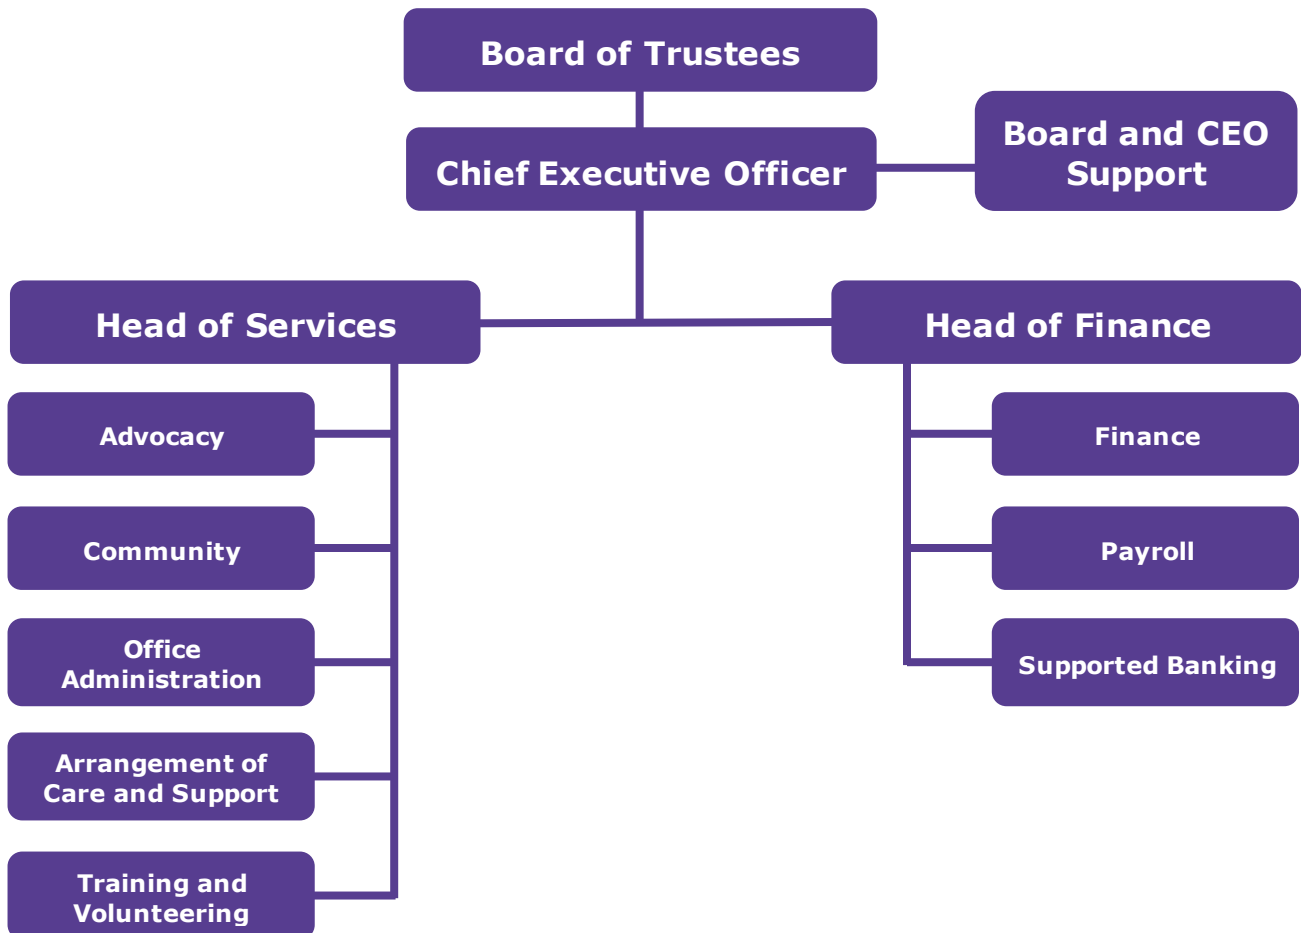 Board of Trustees
Chief Executive Officer
Board and CEO
Support
Head of Services
Head of Finance
Advocacy
Community
Office
Administration
Arrangement of
Care and Support
Training and
Volunteering
Finance
Payroll
Supported Banking